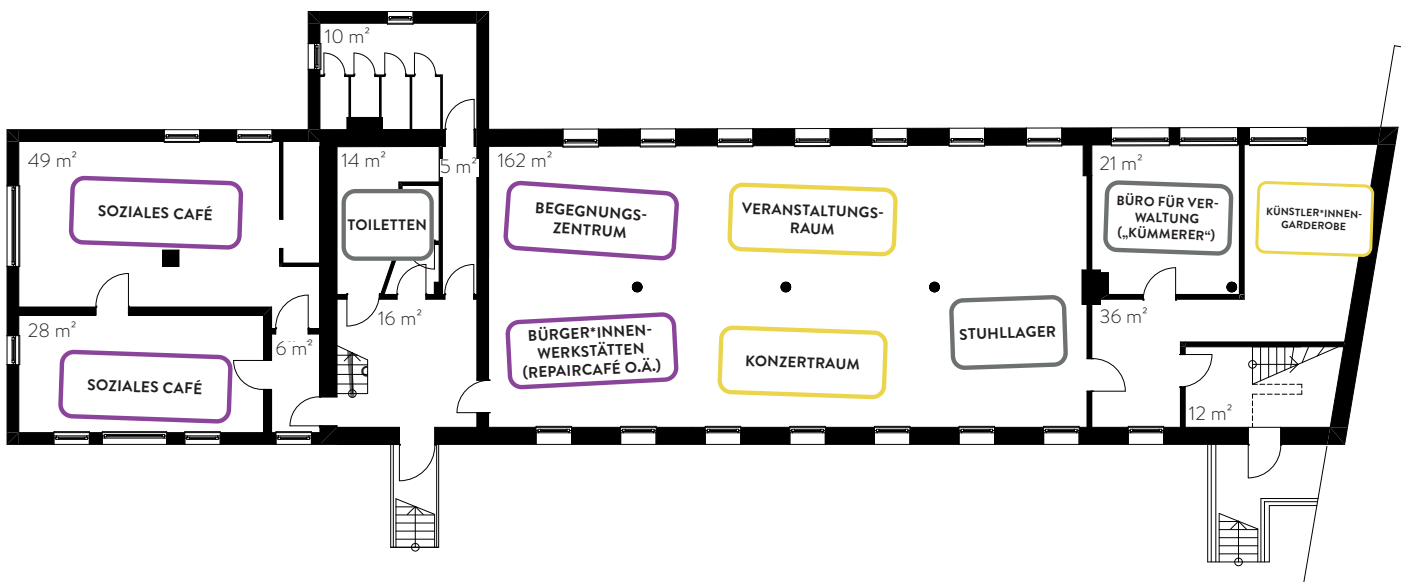 10 m²
49 m²
SOZIALES CAFÉ
14 m²
TOILETTEN
5 m²
162 m²
BEGEGNUNGS-
ZENTRUM
VERANSTALTUNGS-
RAUM
21 m²
BÜRO FÜR VER-
WALTUNG
(„KÜMMERER“)
KÜNSTLER*INNEN-
GARDEROBE
28 m²
SOZIALES CAFÉ
6 m²
16 m²
BÜRGER*INNEN-
WERKSTÄTTEN
(REPAIRCAFÉ O.Ä.)
KONZERTRAUM
STUHLLAGER
36 m²
12 m²